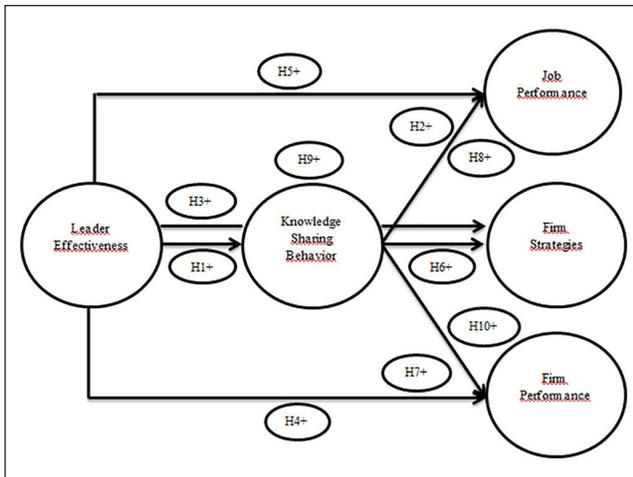 H5+
Job
Performance
H2+
H8+
H9+
H3+
Leader
Effectiveness
Knowledge
Sharing
Behavior
Firm
Strategies
H1+
H6+
H10+
H7+
Firm
Performance
H4+